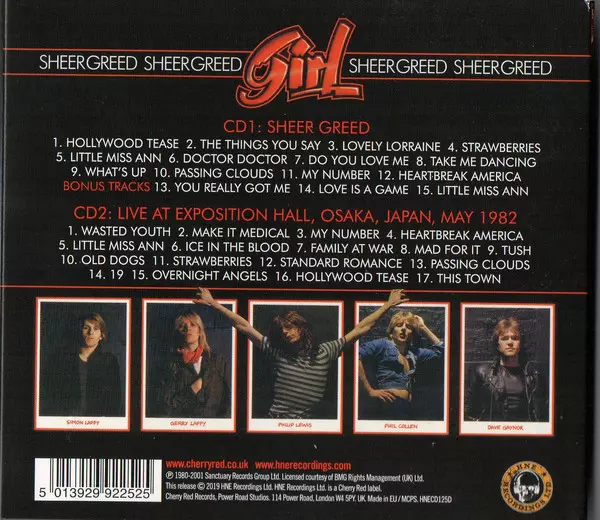 SHEER GREED SHEER GREED Girl SHEER GREED SHEER GREED
CD1: SHEER GREED
1. HOLLYWOOD TEASE 2. THE THINGS YOU SAY 3. LOVELY LORRAINE 4. STRAWBERRIES
5. LITTLE MISS ANN 6. DOCTOR DOCTOR 7. DO YOU LOVE ME 8. TAKE ME DANCING
9. WHAT'S UP 10. PASSING CLOUDS 11. MY NUMBER 12. HEARTBREAK AMERICA
BONUS TRACKS 13. YOU REALLY GOT ME 14. LOVE IS A GAME 15. LITTLE MISS ANN
CD2: LIVE AT EXPOSITION HALL, OSAKA, JAPAN, MAY 1982
1. WASTED YOUTH 2. MAKE IT MEDICAL 3. MY NUMBER 4. HEARTBREAK AMERICA
5. LITTLE MISS ANN 6. ICE IN THE BLOOD 7. FAMILY AT WAR 8. MAD FOR IT 9. TUSH
10. OLD DOGS 11. STRAWBERRIES 12. STANDARD ROMANCE 13. PASSING CLOUDS
14. 19 15. OVERNIGHT ANGELS 16. HOLLYWOOD TEASE 17. THIS TOWN
SIMON LAFFY GERRY LAFFY PHILIP LEWIS PHIL COLLEN DAVE GAYNOR
www.cherryred.co.uk www.hnerecordings.com
℗ 1980-2001 Sanctuary Records Group Ltd. Licensed courtesy of BMG Rights Management (UK) Ltd.
This release © 2019 HNE Recordings Ltd. HNE Recordings Ltd. is a Cherry Red label.
Cherry Red Records, Power Road Studios. 114 Power Road, London W4 5PY. UK. Made in EU / MCPS. HNECD125D
5 013929 922525
HNE RECORDINGS LTD